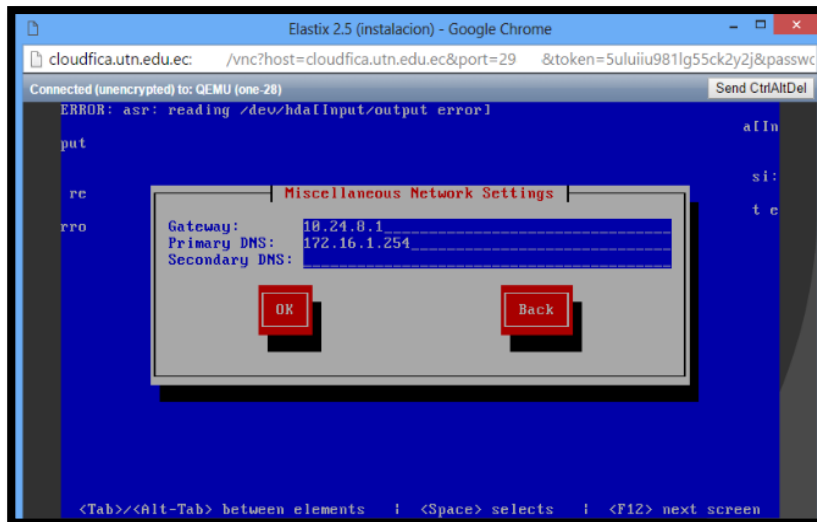 Elastix 2.5 (instalacion) - Google Chrome
cloudfica.utn.edu.ec: /vnc?host=cloudfica.utn.edu.ec&port=29 &token=5uluiiu981lg55ck2y2j&passwo
Connected (unencrypted) to: QEMU (one-28) Send CtrlAltDel
ERROR: asr: reading /dev/hda[Input/output error]
a[In
put
si:
re
Miscellaneous Network Settings
t e
rro
Gateway: 10.24.8.1
Primary DNS: 172.16.1.254
Secondary DNS:
OK Back
<Tab>/<Alt-Tab> between elements | <Space> selects | <F12> next screen